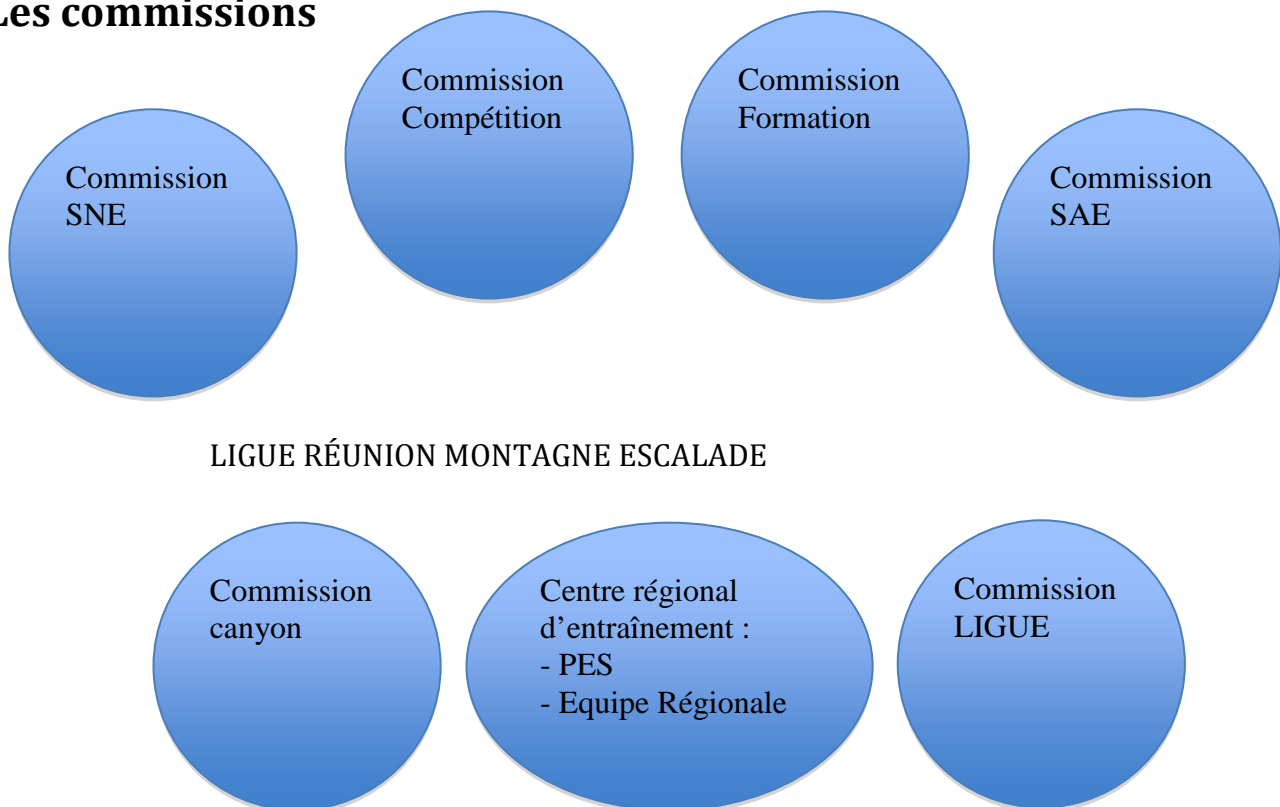 Les commissions
Commission
Compétition
Commission
Formation
Commission
SNE
Commission
SAE
LIGUE RÉUNION MONTAGNE ESCALADE
Commission
canyon
Centre régional
d’entraînement :
- PES
- Equipe Régionale
Commission
LIGUE